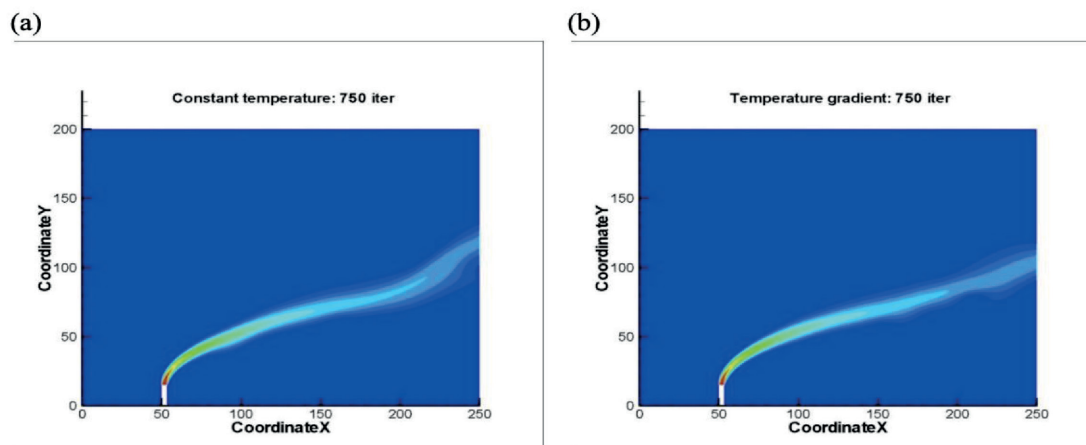 (a)
Constant temperature: 750 iter
200
150
100
50
0
CoordinateY
0 50 100 150 200 250
CoordinateX
(b)
Temperature gradient: 750 iter
200
150
100
50
0
CoordinateY
0 50 100 150 200 250
CoordinateX